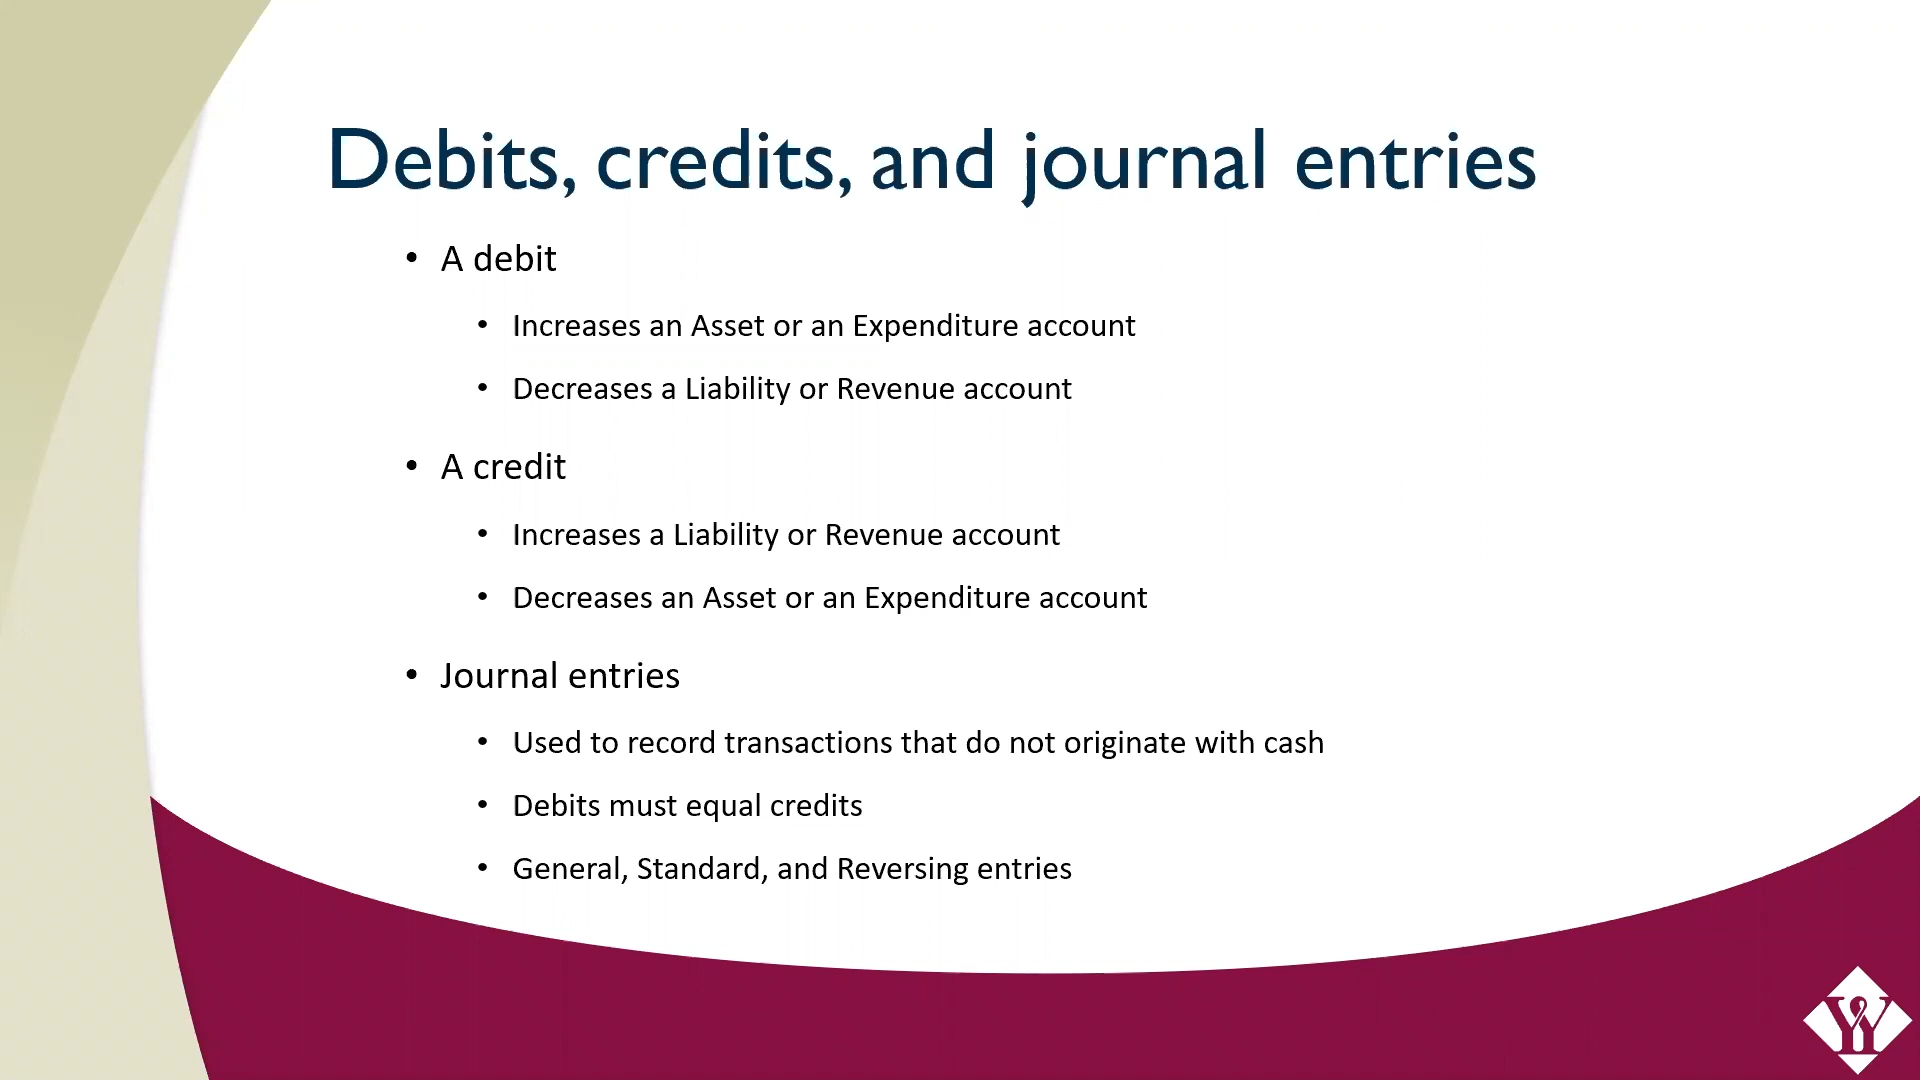 Debits, credits, and journal entries
• A debit
• Increases an Asset or an Expenditure account
• Decreases a Liability or Revenue account
• A credit
• Increases a Liability or Revenue account
• Decreases an Asset or an Expenditure account
• Journal entries
• Used to record transactions that do not originate with cash
• Debits must equal credits
• General, Standard, and Reversing entries